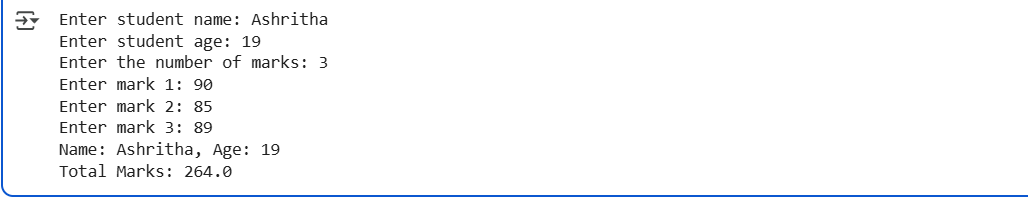 Enter student name: Ashritha
Enter student age: 19
Enter the number of marks: 3
Enter mark 1: 90
Enter mark 2: 85
Enter mark 3: 89
Name: Ashritha, Age: 19
Total Marks: 264.0